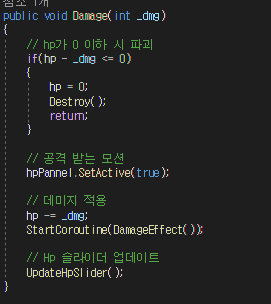 참조 1개
public void Damage(int _dmg)
{
// hp가 0 이하 시 파괴
if(hp - _dmg <= 0)
{
hp = 0;
Destroy();
return;
}
// 공격 받는 모션
hpPannel.SetActive(true);
// 데미지 적용
hp -= _dmg;
StartCoroutine(DamageEffect());
// Hp 슬라이더 업데이트
UpdateHpSlider();
}